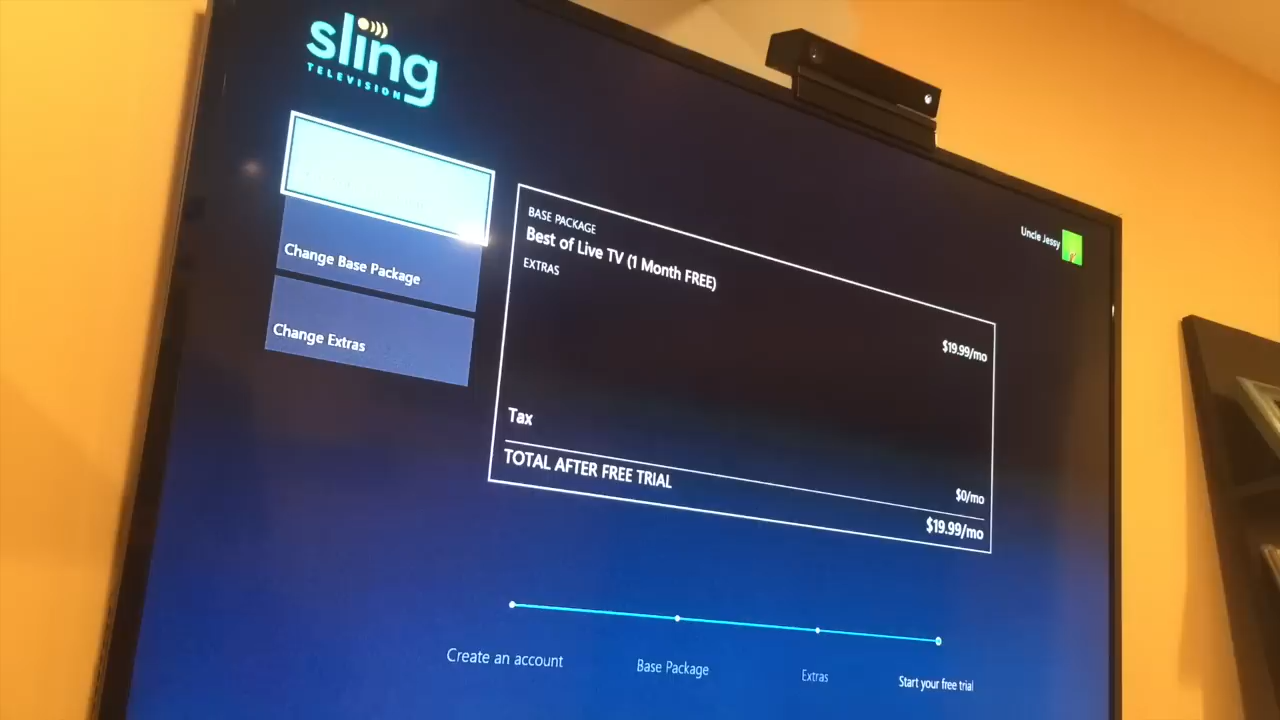 sling
TELEVISION
Uncle Jessy
Change Base Package
Change Extras
BASE PACKAGE
Best of Live TV (1 Month FREE)
EXTRAS
$19.99/mo
Tax
$0/mo
TOTAL AFTER FREE TRIAL
$19.99/mo
Create an account
Base Package
Extras
Start your free trial